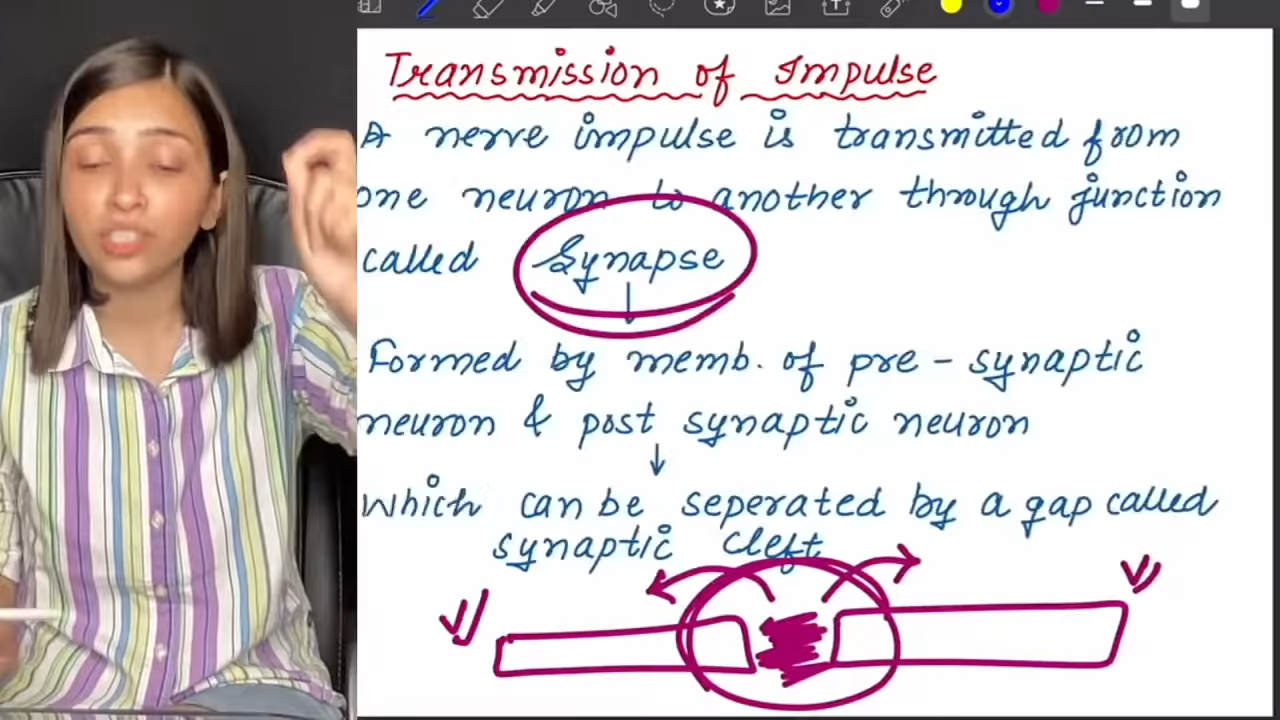 Transmission of Impulse
A nerve impulse is transmitted from
one neuron to another through junction
called Synapse
↓
Formed by memb. of pre - synaptic
neuron & post synaptic neuron
↓
Which can be seperated by a gap called
synaptic cleft